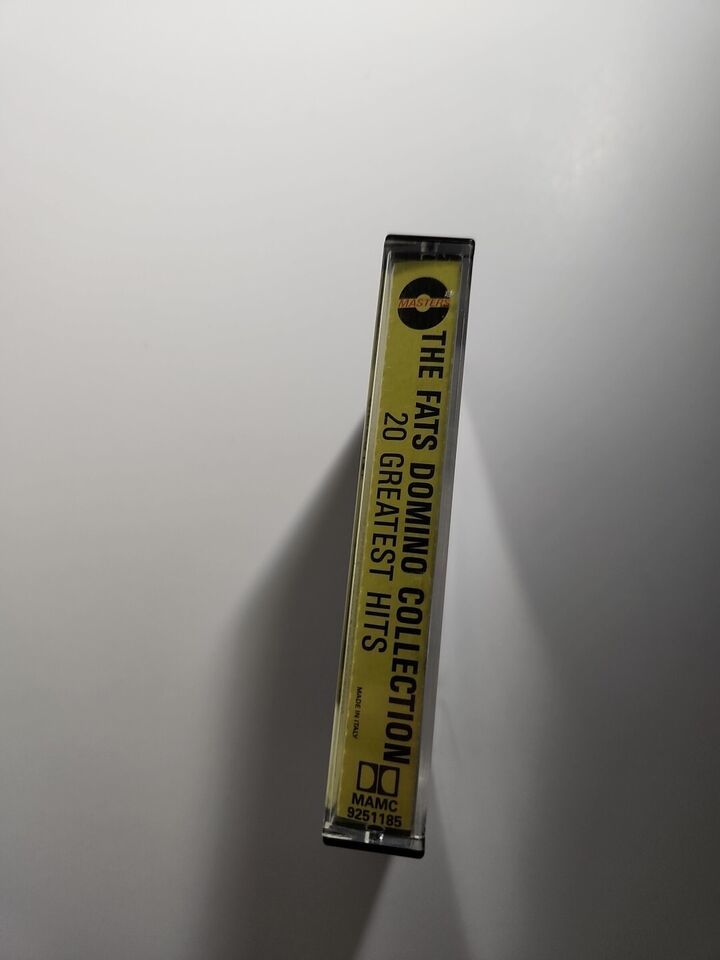 MASTERS
THE FATS DOMINO COLLECTION
20 GREATEST HITS
MADE IN ITALY
MAMC
9251185